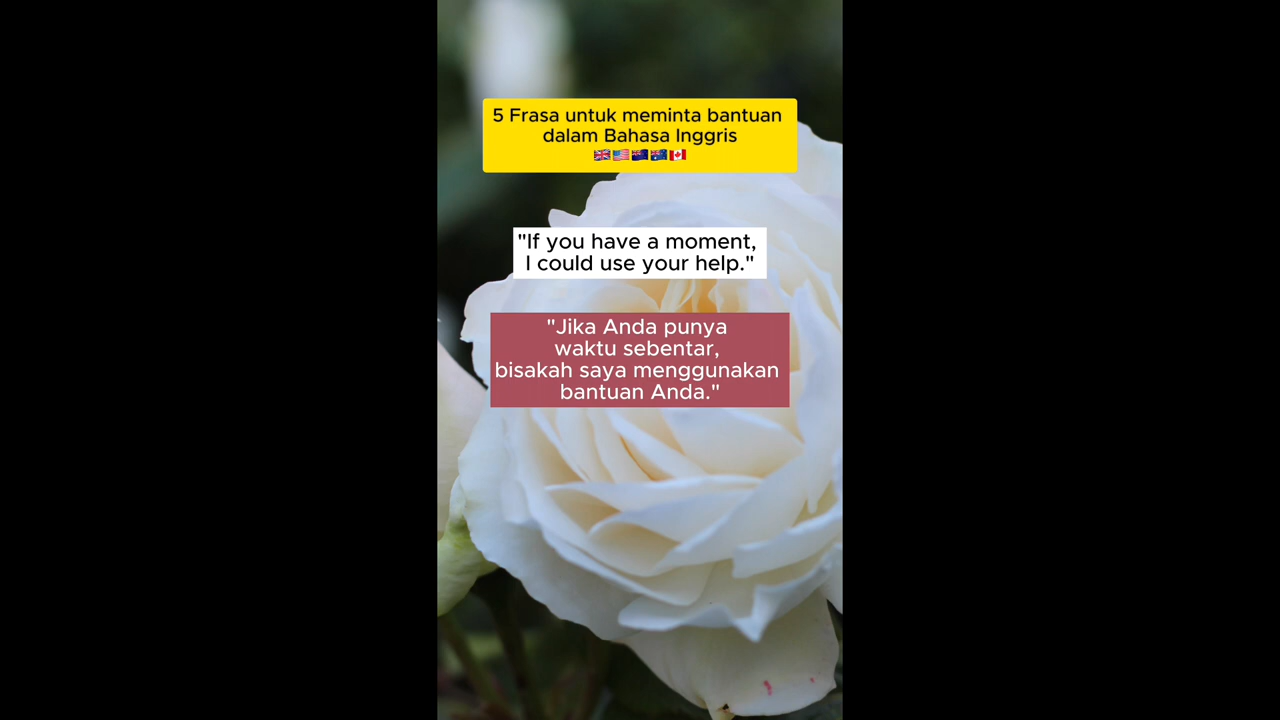 5 Frasa untuk meminta bantuan
dalam Bahasa Inggris
🇬🇧🇺🇸🇳🇿🇦🇺🇨🇦
"If you have a moment,
I could use your help."
"Jika Anda punya
waktu sebentar,
bisakah saya menggunakan
bantuan Anda."